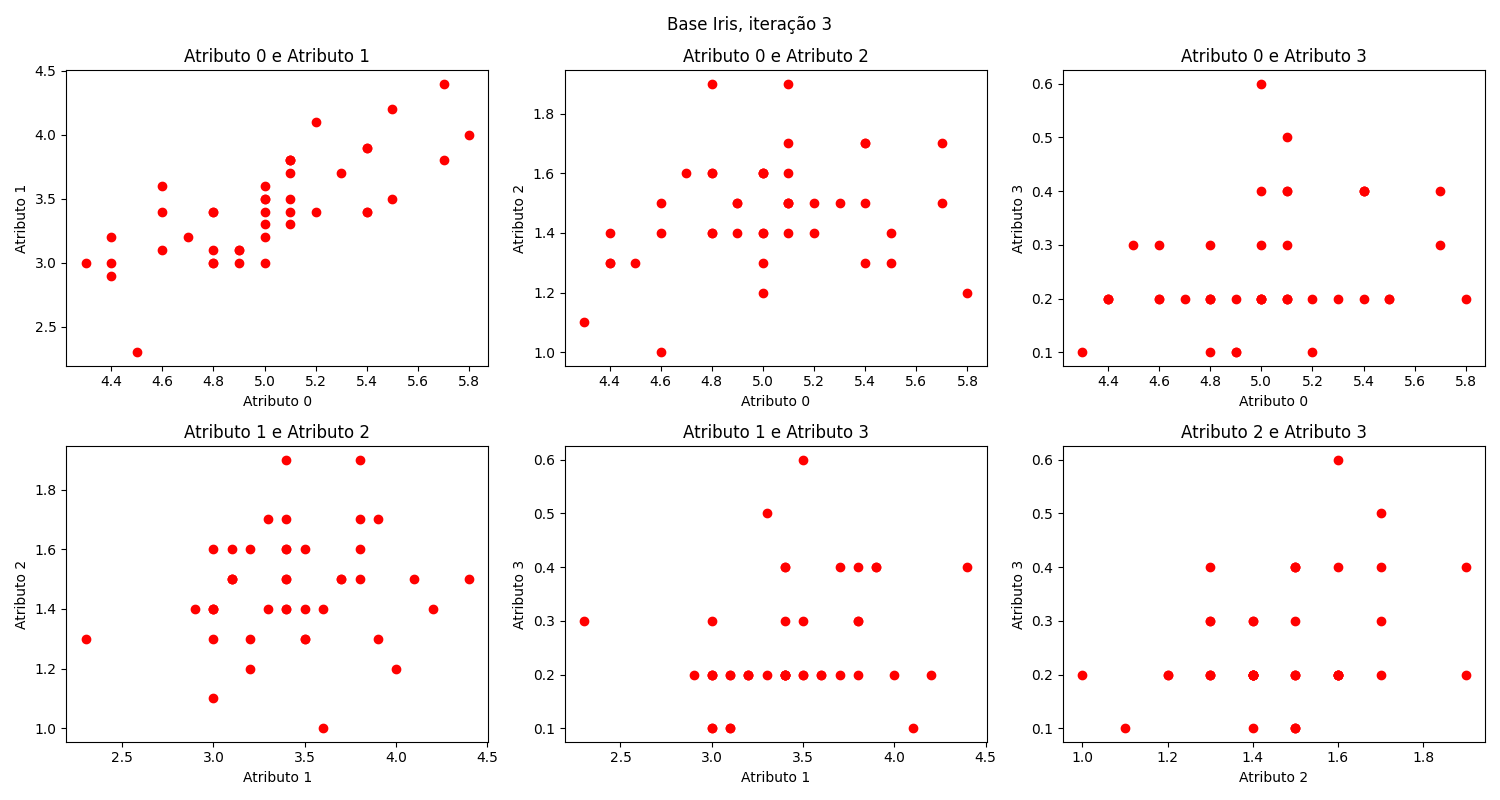 Base Iris, iteração 3
Atributo 0 e Atributo 1
4.5
4.0
3.5
3.0
2.5
Atributo 1
4.4 4.6 4.8 5.0 5.2 5.4 5.6 5.8
Atributo 0
Atributo 0 e Atributo 2
1.8
1.6
1.4
1.2
1.0
Atributo 2
4.4 4.6 4.8 5.0 5.2 5.4 5.6 5.8
Atributo 0
Atributo 0 e Atributo 3
0.6
0.5
0.4
0.3
0.2
0.1
Atributo 3
4.4 4.6 4.8 5.0 5.2 5.4 5.6 5.8
Atributo 0
Atributo 1 e Atributo 2
1.8
1.6
1.4
1.2
1.0
Atributo 2
2.5 3.0 3.5 4.0 4.5
Atributo 1
Atributo 1 e Atributo 3
0.6
0.5
0.4
0.3
0.2
0.1
Atributo 3
2.5 3.0 3.5 4.0 4.5
Atributo 1
Atributo 2 e Atributo 3
0.6
0.5
0.4
0.3
0.2
0.1
Atributo 3
1.0 1.2 1.4 1.6 1.8
Atributo 2